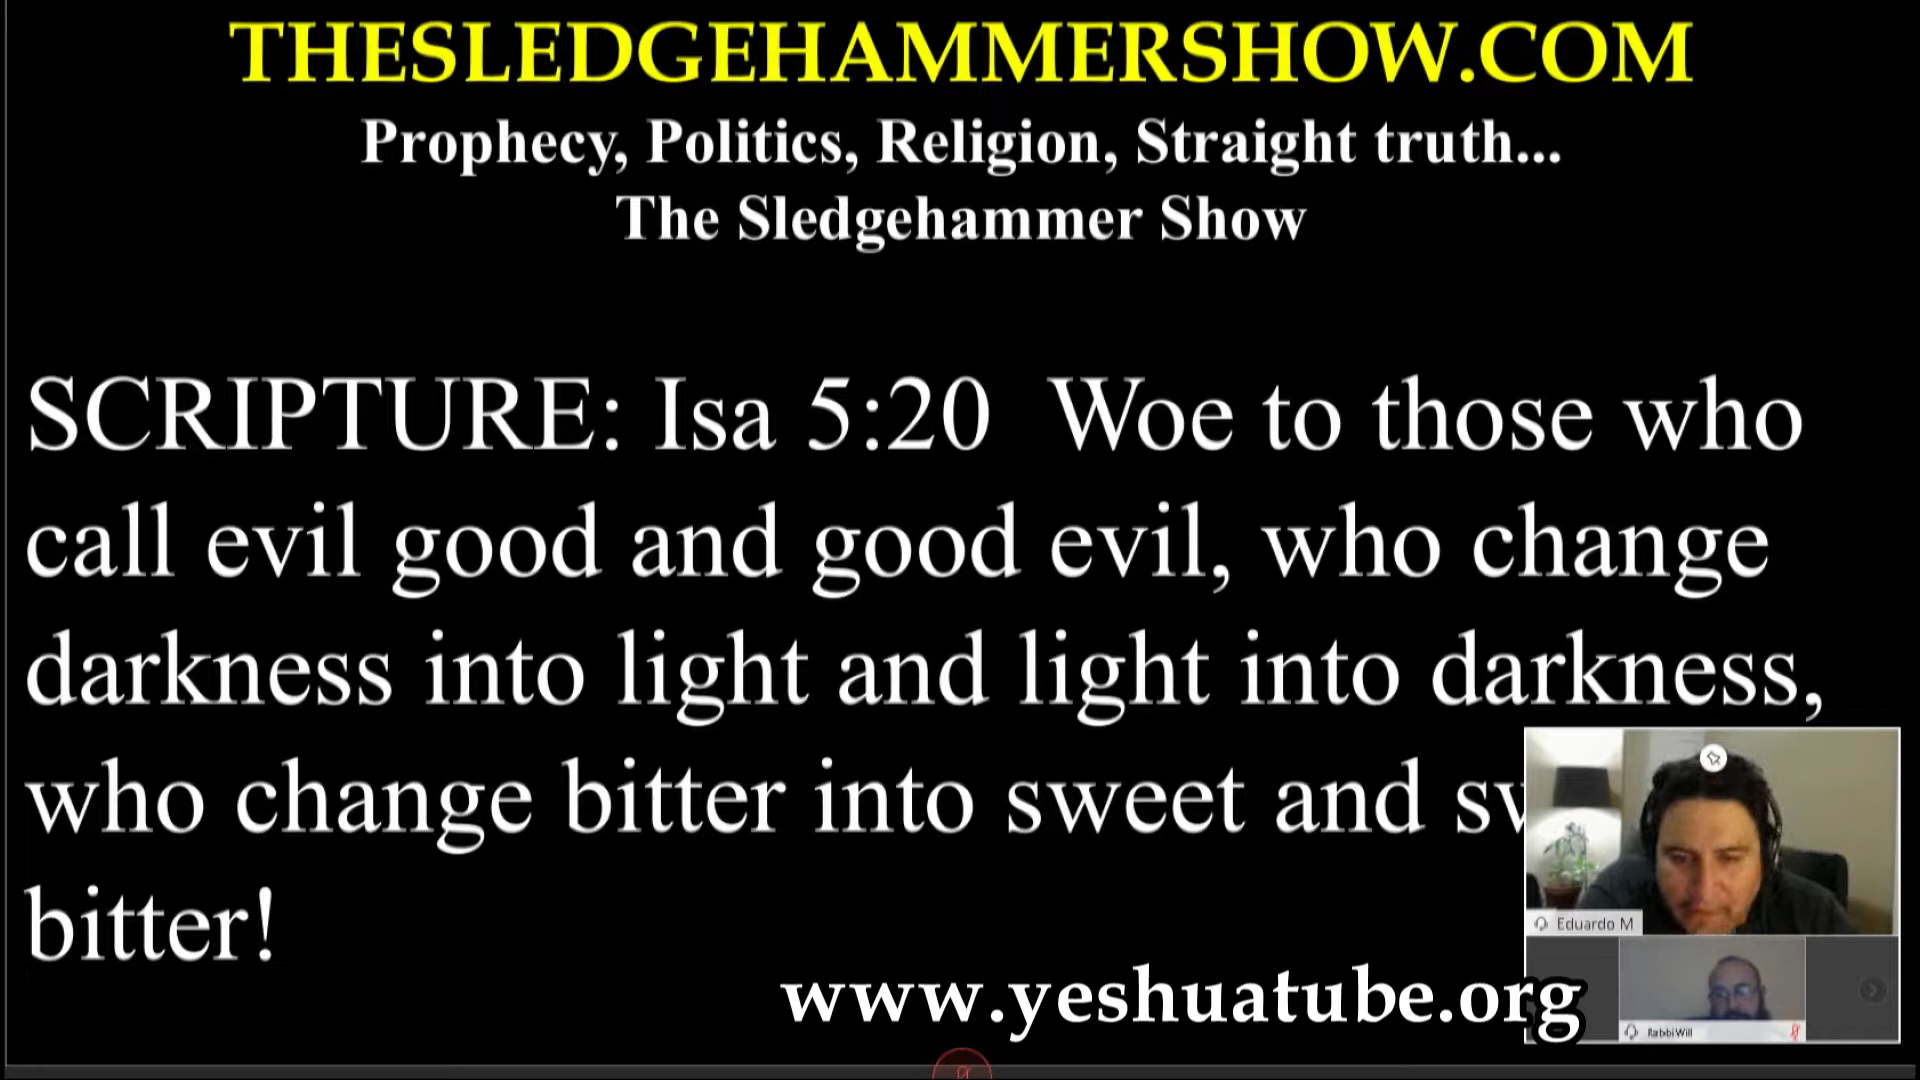 THESLEDGEHAMMERSHOW.COM
Prophecy, Politics, Religion, Straight truth...
The Sledgehammer Show
SCRIPTURE: Isa 5:20 Woe to those who
call evil good and good evil, who change
darkness into light and light into darkness,
who change bitter into sweet and
bitter!
Eduardo M
www.yeshuatube.org
Rabbi Will